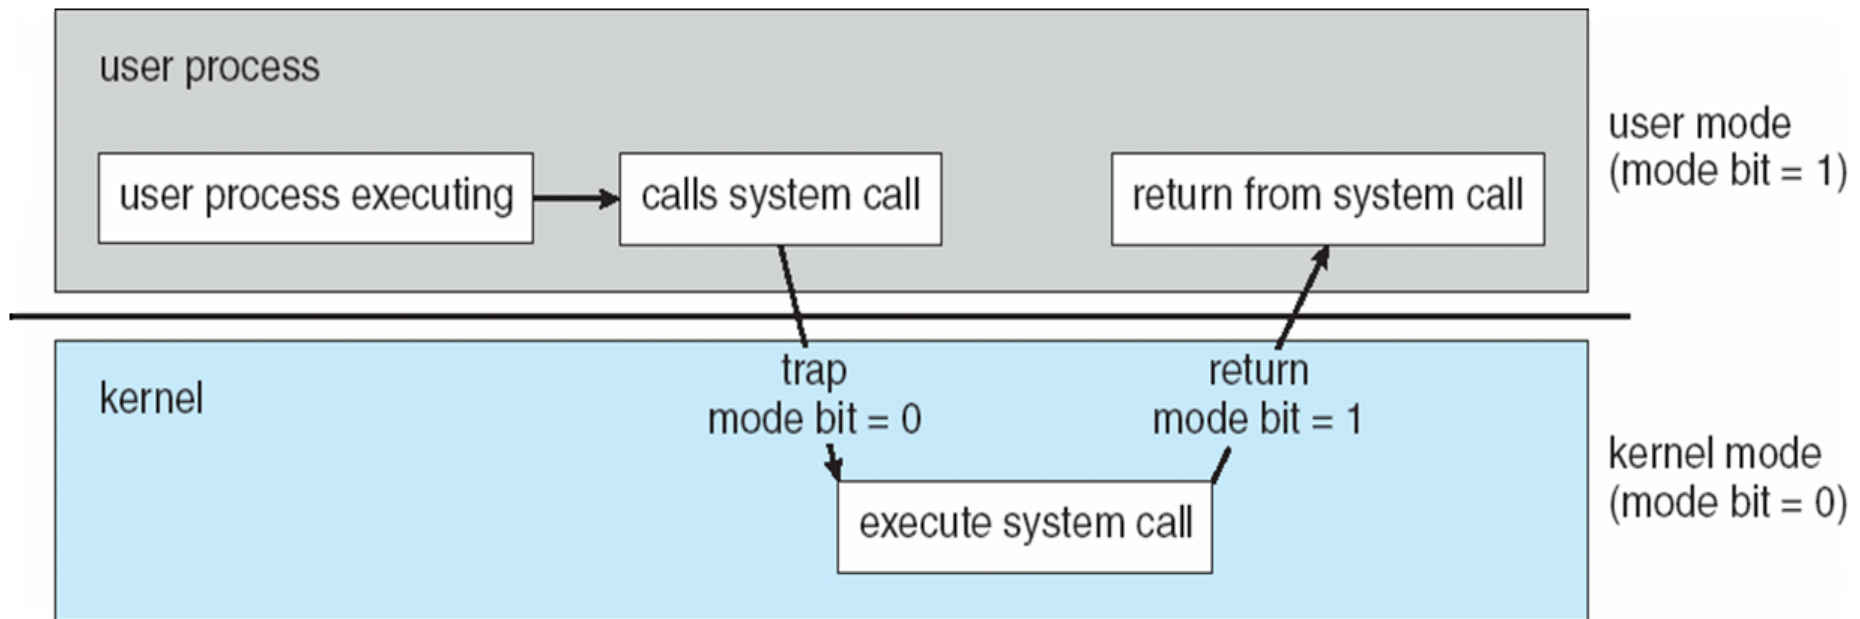 user process
user process executing
calls system call
return from system call
user mode
(mode bit = 1)
kernel
trap
mode bit = 0
return
mode bit = 1
execute system call
kernel mode
(mode bit = 0)